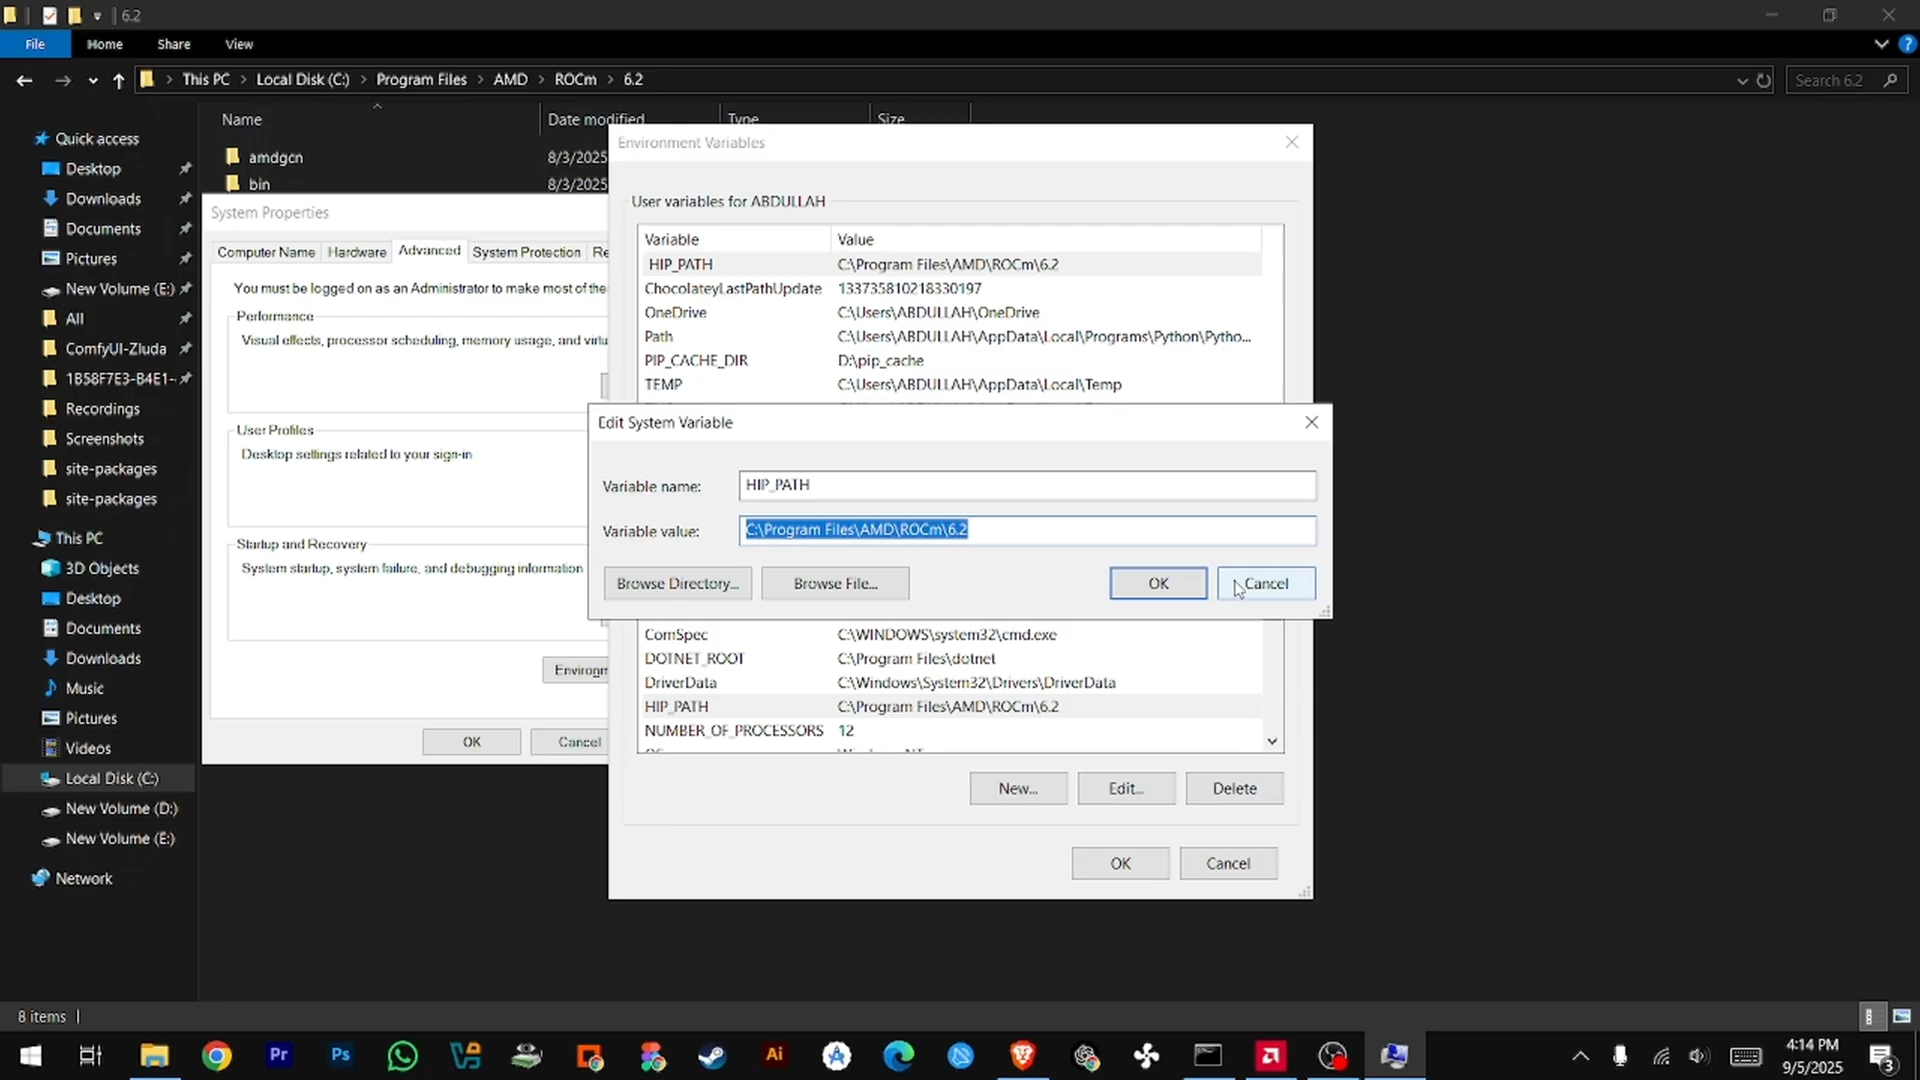 6.2
File Home Share View
This PC > Local Disk (C:) > Program Files > AMD > ROCm > 6.2
Search 6.2
Name Date modified Type Size
Quick access
Desktop
Downloads
Documents
Pictures
New Volume (E:)
All
ComfyUI-Zluda
1B58F7E3-B4E1-
Recordings
Screenshots
site-packages
site-packages
This PC
3D Objects
Desktop
Documents
Downloads
Music
Pictures
Videos
Local Disk (C:)
New Volume (D:)
New Volume (E:)
Network
amdgcn 8/3/2025
bin 8/3/2025
System Properties
Computer Name Hardware Advanced System Protection Re
You must be logged on as an Administrator to make most of the
Performance
Visual effects, processor scheduling, memory usage, and virtu
User Profiles
Desktop settings related to your sign-in
Startup and Recovery
System startup, system failure, and debugging information
Environm
OK Cancel
Environment Variables
User variables for ABDULLAH
Variable Value
HIP_PATH C:\Program Files\AMD\ROCm\6.2
ChocolateyLastPathUpdate 133735810218330197
OneDrive C:\Users\ABDULLAH\OneDrive
Path C:\Users\ABDULLAH\AppData\Local\Programs\Python\Pytho...
PIP_CACHE_DIR D:\pip_cache
TEMP C:\Users\ABDULLAH\AppData\Local\Temp
Edit System Variable
Variable name: HIP_PATH
Variable value: C:\Program Files\AMD\ROCm\6.2
Browse Directory... Browse File... OK Cancel
ComSpec C:\WINDOWS\system32\cmd.exe
DOTNET_ROOT C:\Program Files\dotnet
DriverData C:\Windows\System32\Drivers\DriverData
HIP_PATH C:\Program Files\AMD\ROCm\6.2
NUMBER_OF_PROCESSORS 12
New... Edit... Delete
OK Cancel
8 items
Pr Ps Ai
4:14 PM
9/5/2025
3